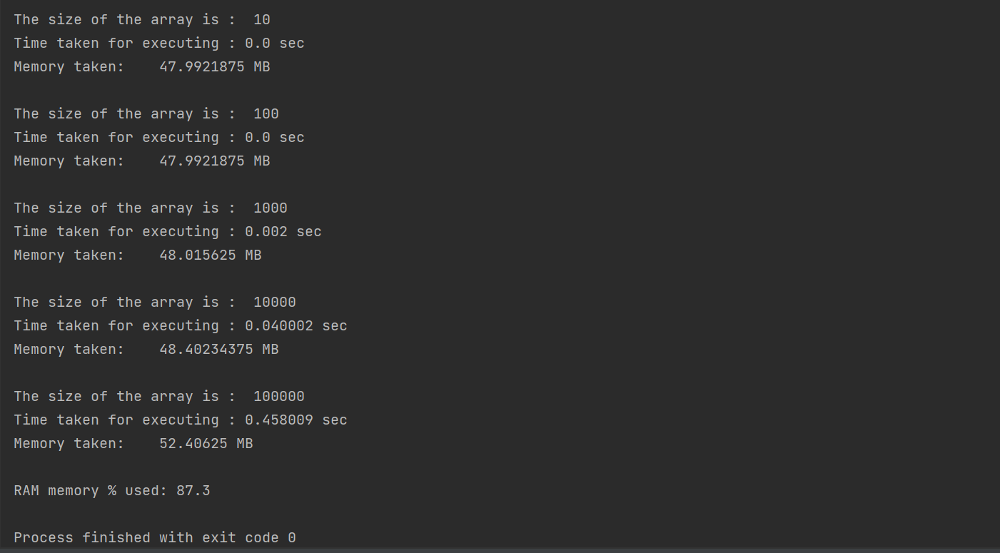 The size of the array is :  10
Time taken for executing : 0.0 sec
Memory taken:    47.9921875 MB

The size of the array is :  100
Time taken for executing : 0.0 sec
Memory taken:    47.9921875 MB

The size of the array is :  1000
Time taken for executing : 0.002 sec
Memory taken:    48.015625 MB

The size of the array is :  10000
Time taken for executing : 0.040002 sec
Memory taken:    48.40234375 MB

The size of the array is :  100000
Time taken for executing : 0.458009 sec
Memory taken:    52.40625 MB

RAM memory % used: 87.3

Process finished with exit code 0